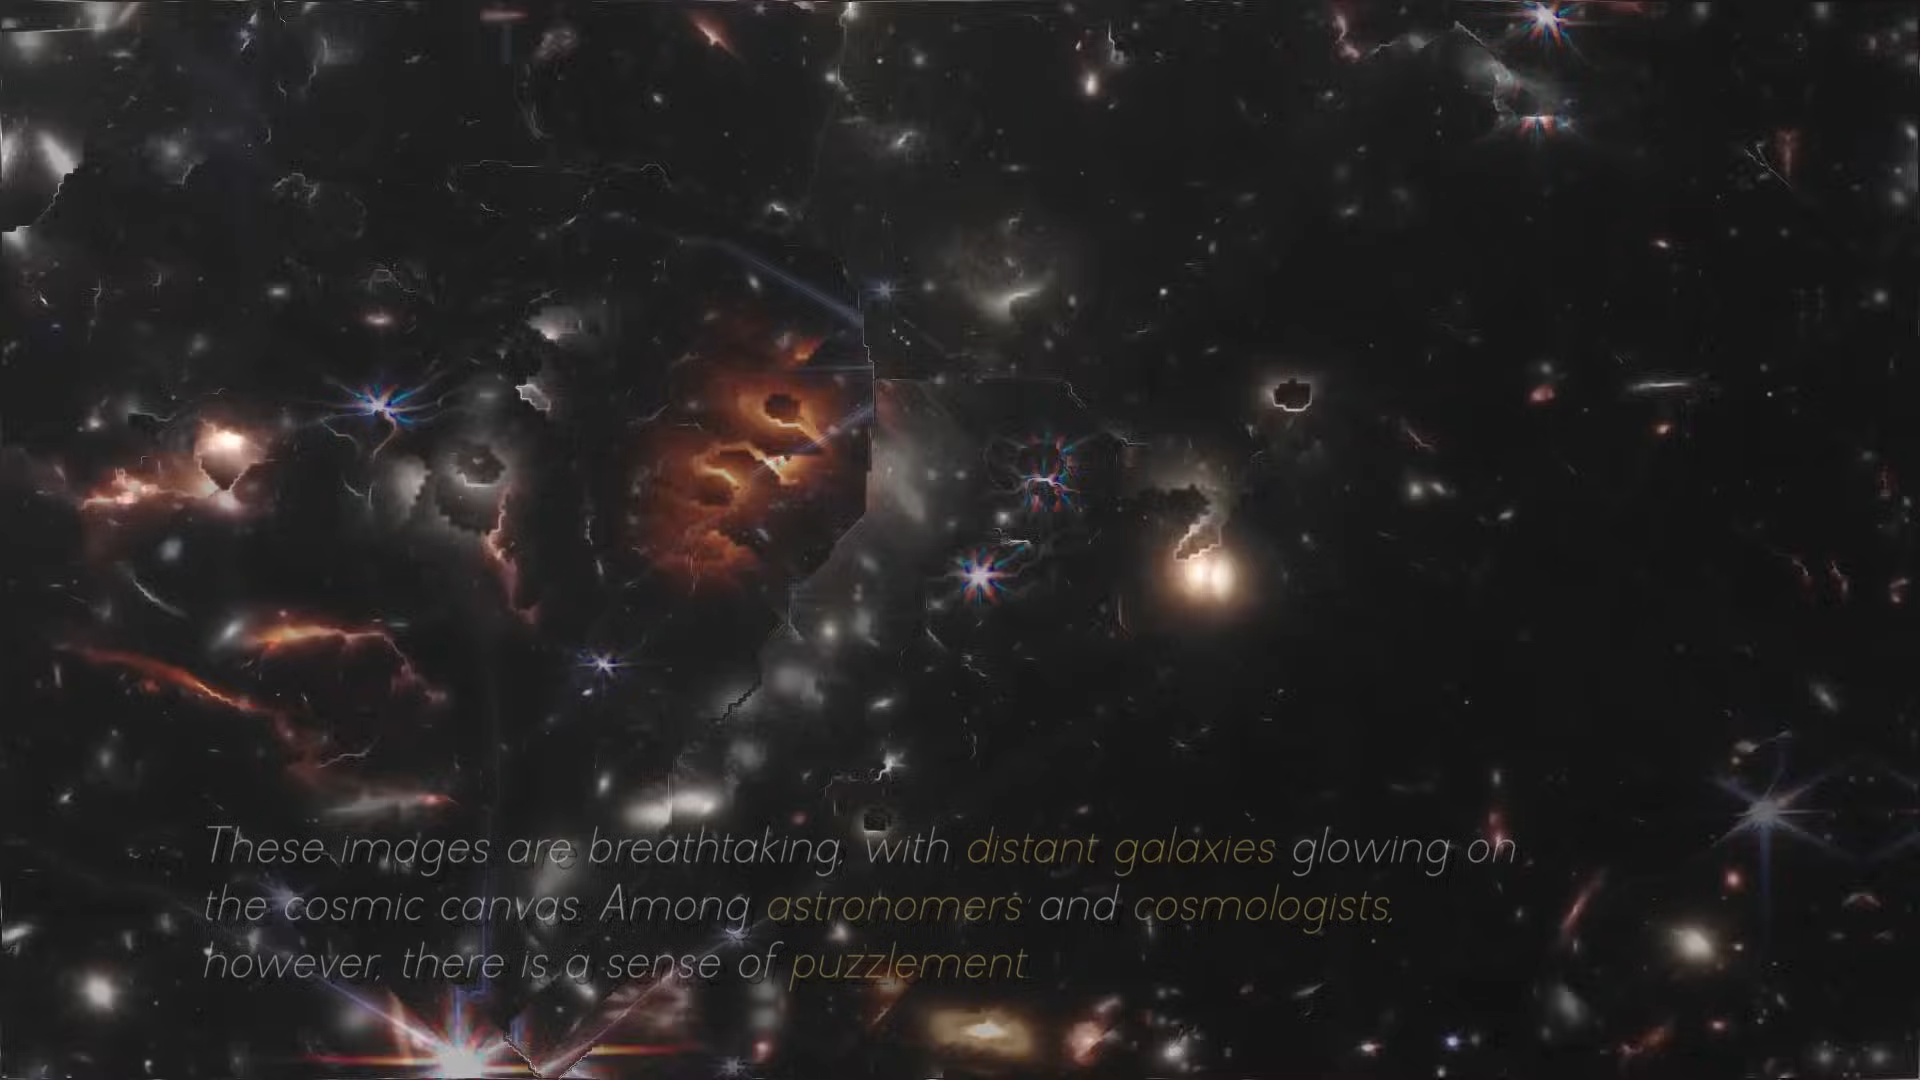 These images are breathtaking, with distant galaxies glowing on
the cosmic canvas. Among astronomers and cosmologists,
however, there is a sense of puzzlement.